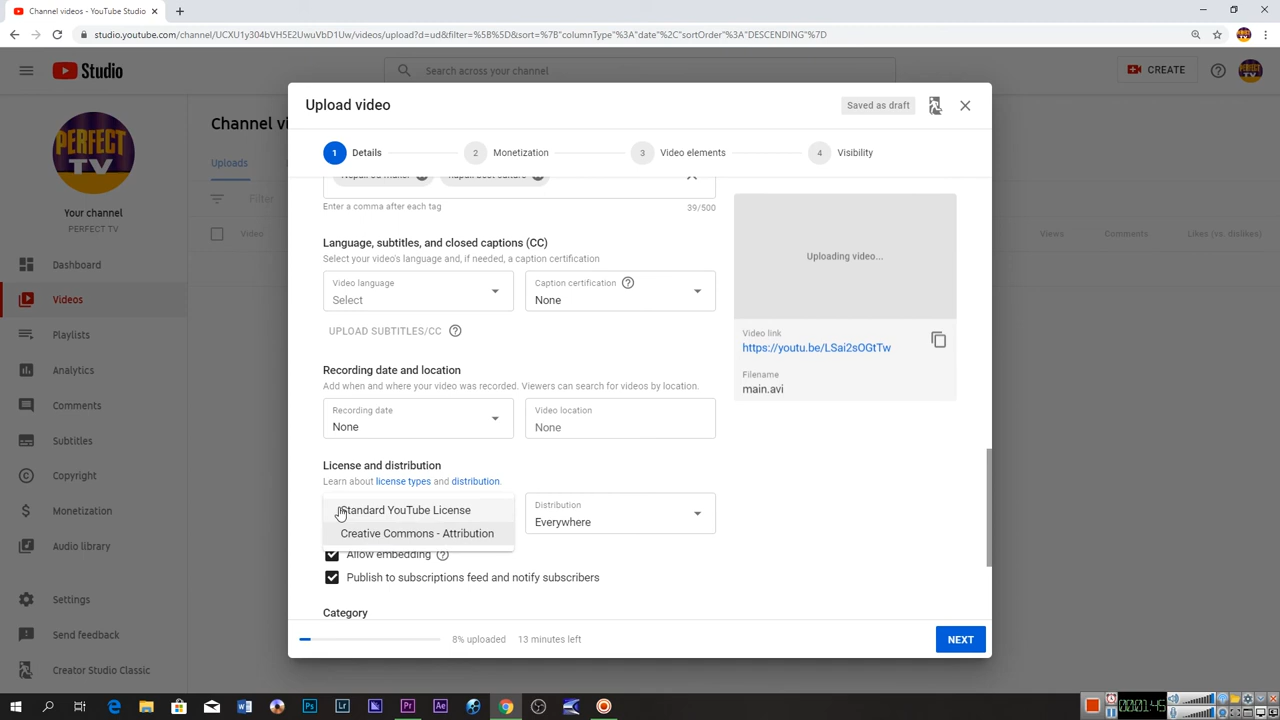 Channel videos - YouTube Studio
studio.youtube.com/channel/UCXU1y304bVH5E2UwuVbD1Uw/videos/upload?d=ud&filter=%5B%5D&sort=%7B"columnType"%3A"date"%2C"sortOrder"%3A"DESCENDING"%7D
Studio
Search across your channel
CREATE
PERFECT
TV
Your channel
PERFECT TV
Dashboard
Videos
Playlists
Analytics
Comments
Subtitles
Copyright
Monetization
Audio library
Settings
Send feedback
Creator Studio Classic
Channel vi
Uploads
Filter
Video
Views
Comments
Likes (vs. dislikes)
Upload video
Saved as draft
1 Details
2 Monetization
3 Video elements
4 Visibility
Enter a comma after each tag
39/500
Language, subtitles, and closed captions (CC)
Select your video's language and, if needed, a caption certification
Video language
Select
Caption certification
None
UPLOAD SUBTITLES/CC
Recording date and location
Add when and where your video was recorded. Viewers can search for videos by location.
Recording date
None
Video location
None
License and distribution
Learn about license types and distribution.
Standard YouTube License
Creative Commons - Attribution
Distribution
Everywhere
Allow embedding
Publish to subscriptions feed and notify subscribers
Category
Uploading video...
Video link
https://youtu.be/LSai2sOGtTw
Filename
main.avi
8% uploaded
13 minutes left
NEXT
00:01:45